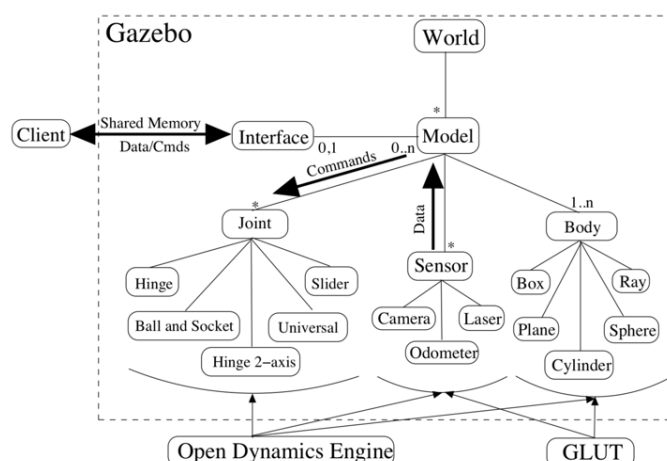 Gazebo
World
*
Client
Shared Memory
Data/Cmds
Interface
0,1
0..n
Model
Commands
Data
*
Joint
*
Sensor
1..n
Body
Hinge
Slider
Ball and Socket
Universal
Hinge 2−axis
Camera
Laser
Odometer
Box
Ray
Plane
Sphere
Cylinder
Open Dynamics Engine
GLUT